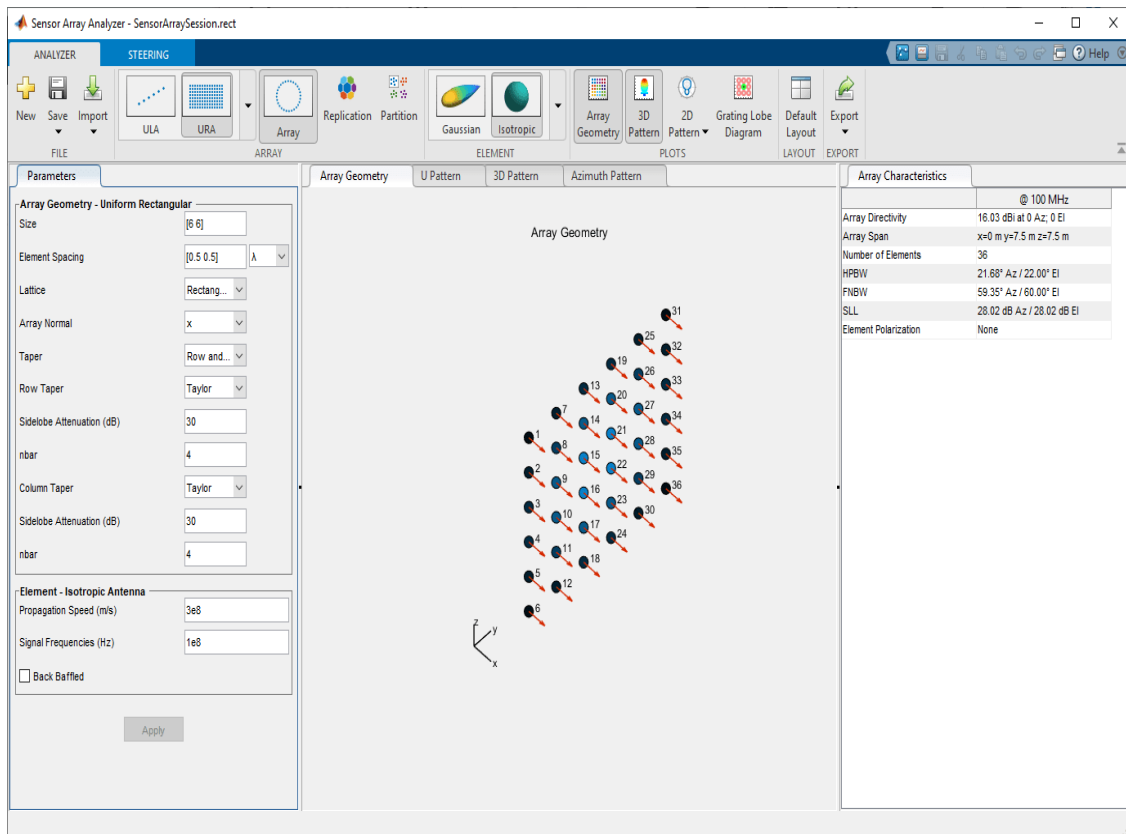 Sensor Array Analyzer - SensorArraySession.rect
ANALYZER
STEERING
Help
New
Save
Import
ULA
URA
Array
Replication
Partition
Gaussian
Isotropic
Array Geometry
3D Pattern
2D Pattern
Grating Lobe Diagram
Default Layout
Export
FILE
ARRAY
ELEMENT
PLOTS
LAYOUT
EXPORT
Parameters
Array Geometry - Uniform Rectangular
Size [6 6]
Element Spacing [0.5 0.5] λ
Lattice Rectang...
Array Normal x
Taper Row and...
Row Taper Taylor
Sidelobe Attenuation (dB) 30
nbar 4
Column Taper Taylor
Sidelobe Attenuation (dB) 30
nbar 4
Element - Isotropic Antenna
Propagation Speed (m/s) 3e8
Signal Frequencies (Hz) 1e8
Back Baffled
Apply
Array Geometry
U Pattern
3D Pattern
Azimuth Pattern
Array Geometry
31
25
32
19
26
33
13
20
27
34
7
14
21
28
35
1
8
15
22
29
36
2
9
16
23
30
3
10
17
24
4
11
18
5
12
6
z
y
x
Array Characteristics
@ 100 MHz
Array Directivity 16.03 dBi at 0 Az; 0 El
Array Span x=0 m y=7.5 m z=7.5 m
Number of Elements 36
HPBW 21.68° Az / 22.00° El
FNBW 59.35° Az / 60.00° El
SLL 28.02 dB Az / 28.02 dB El
Element Polarization None